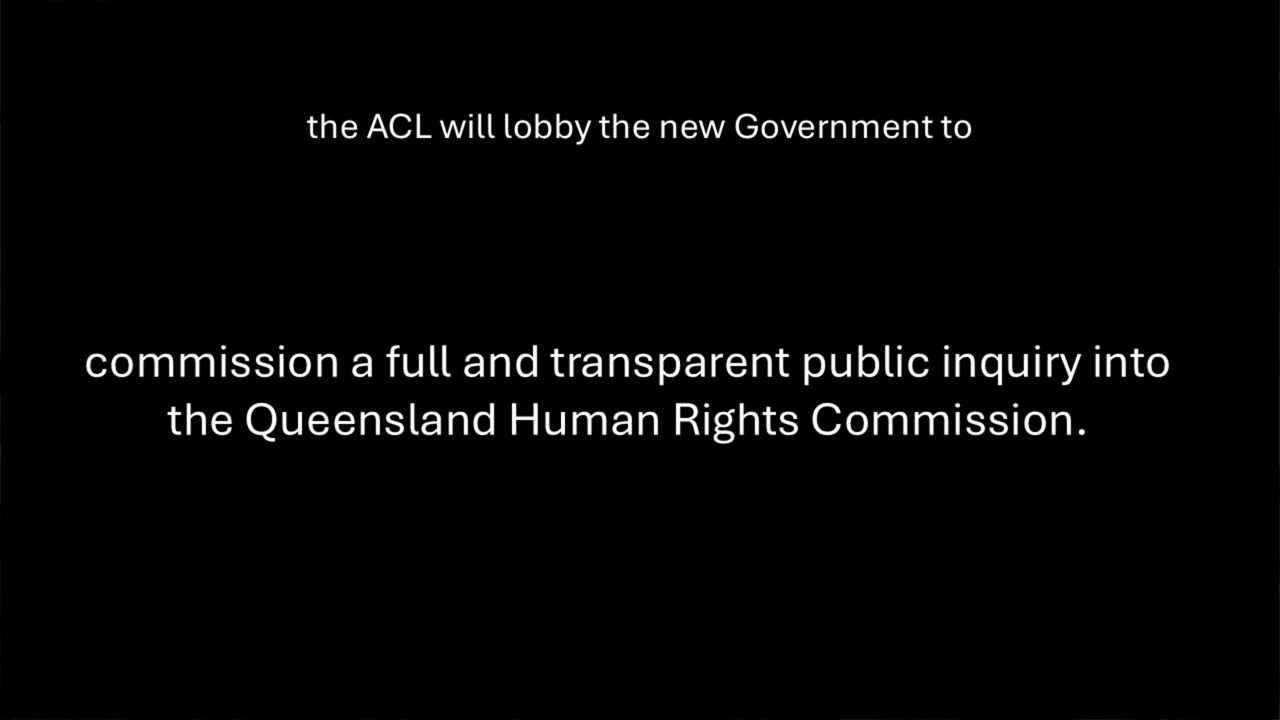 the ACL will lobby the new Government to
commission a full and transparent public inquiry into
the Queensland Human Rights Commission.